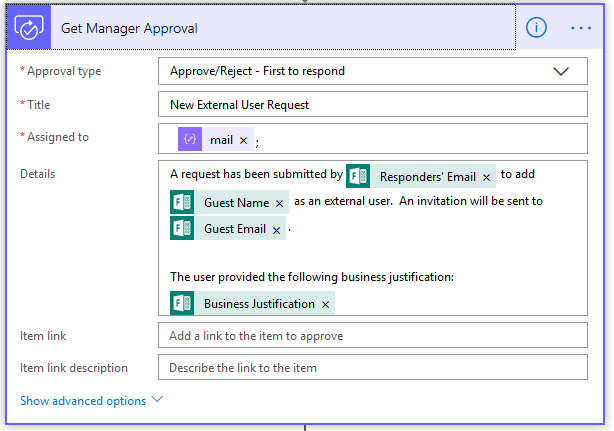 Get Manager Approval
* Approval type Approve/Reject - First to respond
* Title New External User Request
* Assigned to mail × ;
Details A request has been submitted by Responders' Email × to add
Guest Name × as an external user. An invitation will be sent to
Guest Email × .
The user provided the following business justification:
Business Justification ×
Item link Add a link to the item to approve
Item link description Describe the link to the item
Show advanced options